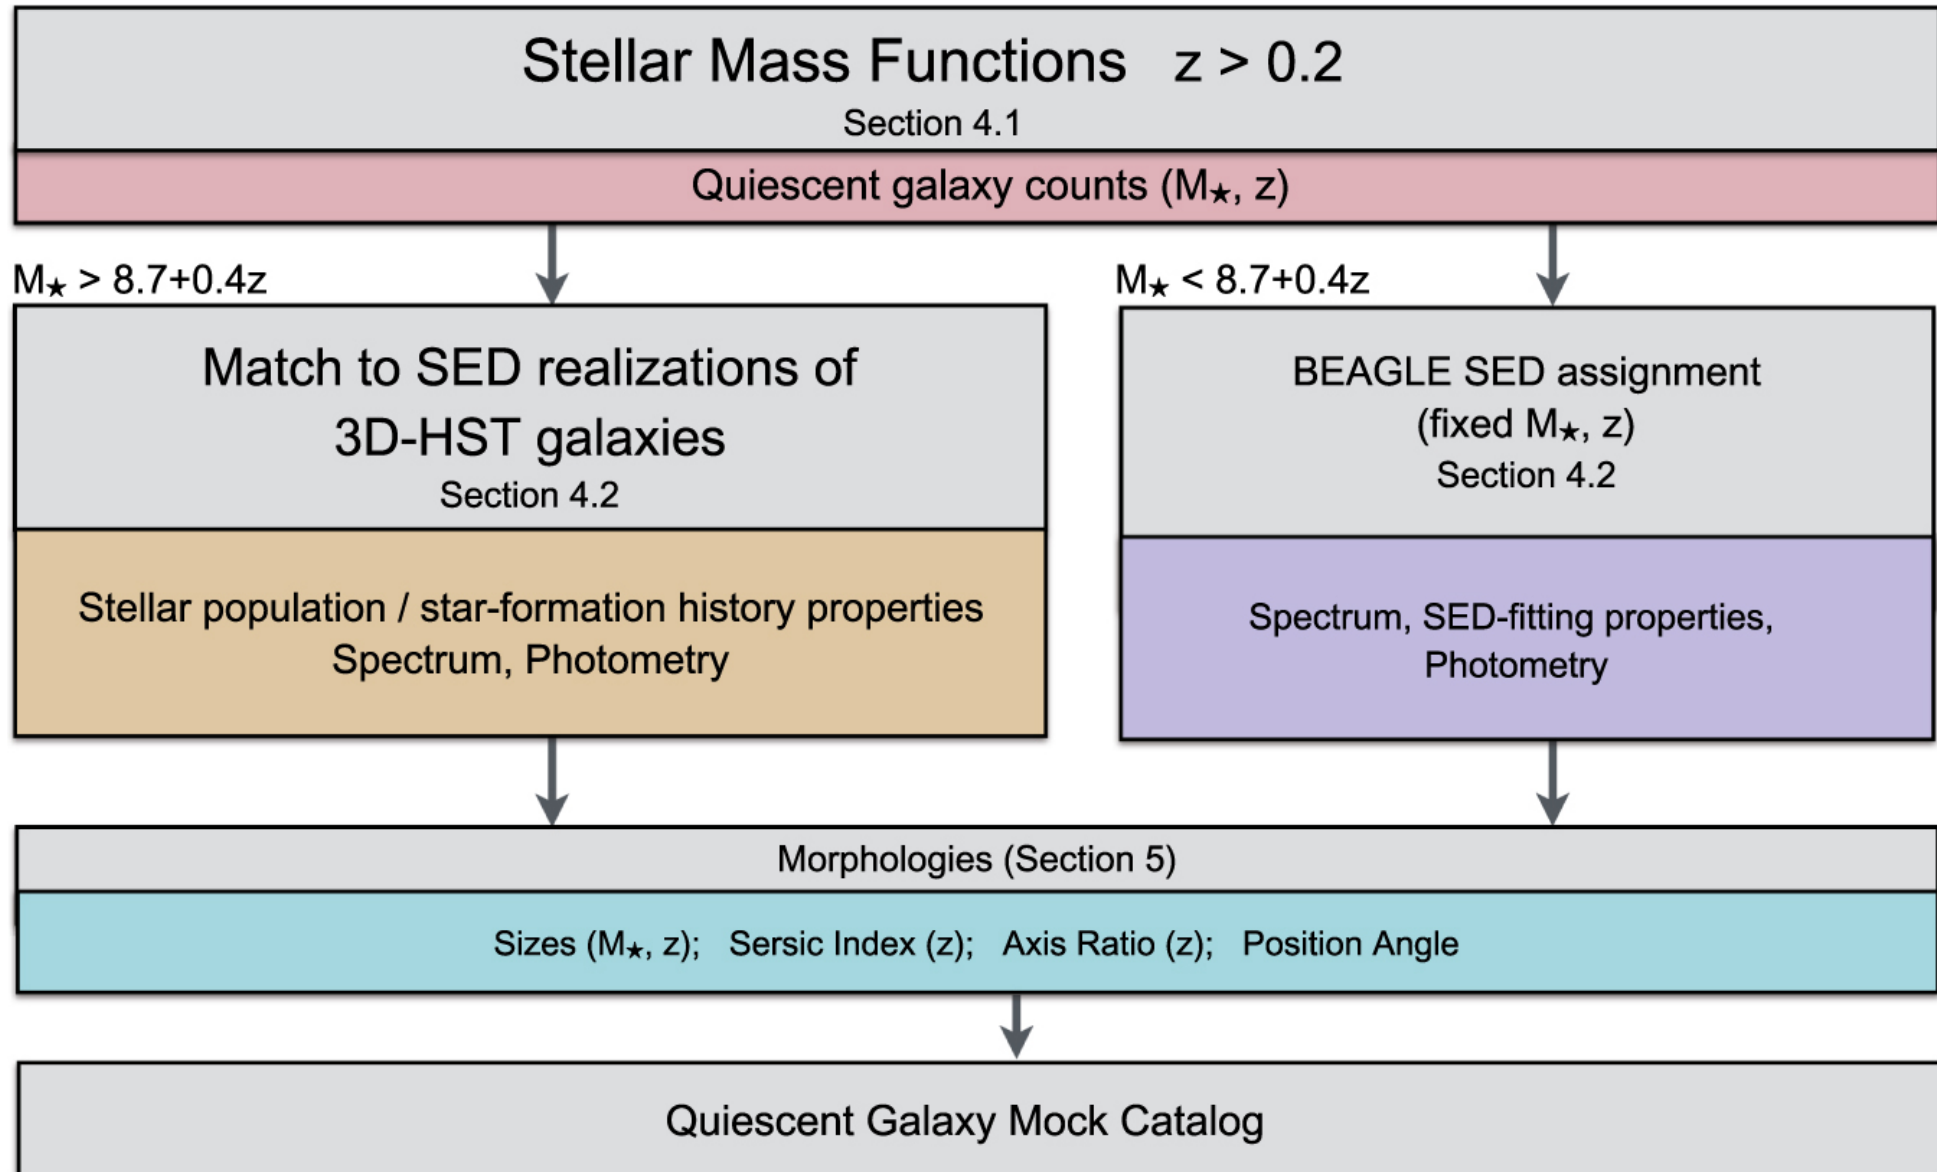 Stellar Mass Functions z > 0.2
Section 4.1
Quiescent galaxy counts (M★, z)
M★ > 8.7+0.4z
Match to SED realizations of
3D-HST galaxies
Section 4.2
Stellar population / star-formation history properties
Spectrum, Photometry
M★ < 8.7+0.4z
BEAGLE SED assignment
(fixed M★, z)
Section 4.2
Spectrum, SED-fitting properties,
Photometry
Morphologies (Section 5)
Sizes (M★, z); Sersic Index (z); Axis Ratio (z); Position Angle
Quiescent Galaxy Mock Catalog